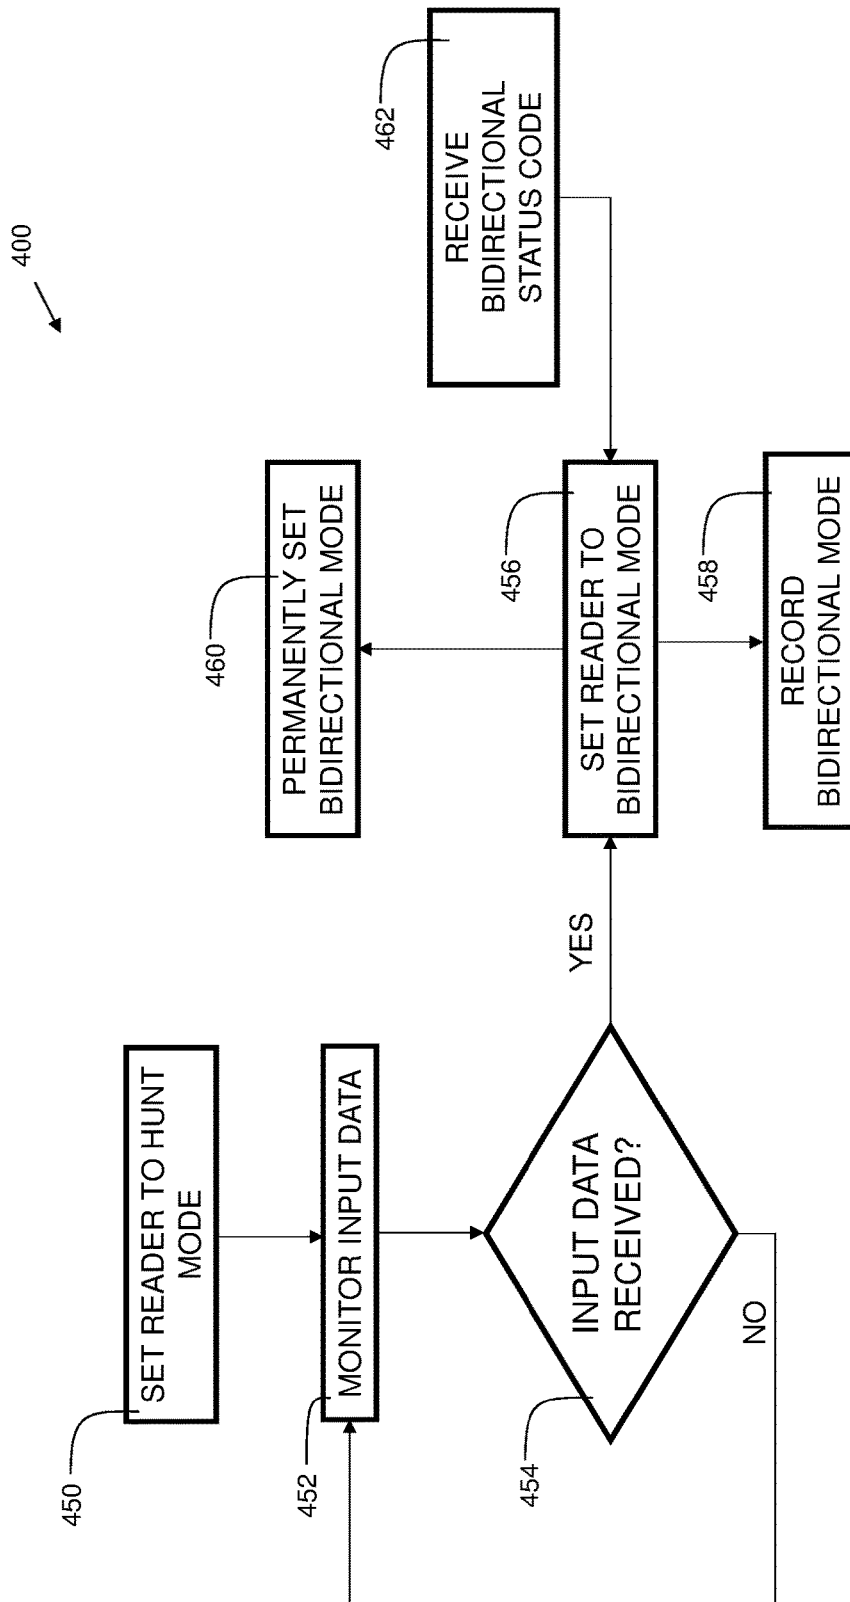 400
450
SET READER TO HUNT
MODE
452
MONITOR INPUT DATA
454
INPUT DATA
RECEIVED?
NO
YES
460
PERMANENTLY SET
BIDIRECTIONAL MODE
456
SET READER TO
BIDIRECTIONAL MODE
458
RECORD
BIDIRECTIONAL MODE
462
RECEIVE
BIDIRECTIONAL
STATUS CODE